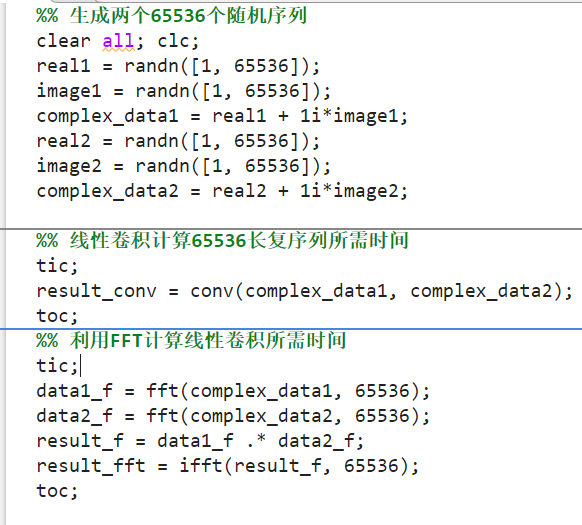 %% 生成两个65536个随机序列
clear all; clc;
real1 = randn([1, 65536]);
image1 = randn([1, 65536]);
complex_data1 = real1 + 1i*image1;
real2 = randn([1, 65536]);
image2 = randn([1, 65536]);
complex_data2 = real2 + 1i*image2;
%% 线性卷积计算65536长复序列所需时间
tic;
result_conv = conv(complex_data1, complex_data2);
toc;
%% 利用FFT计算线性卷积所需时间
tic;
data1_f = fft(complex_data1, 65536);
data2_f = fft(complex_data2, 65536);
result_f = data1_f .* data2_f;
result_fft = ifft(result_f, 65536);
toc;